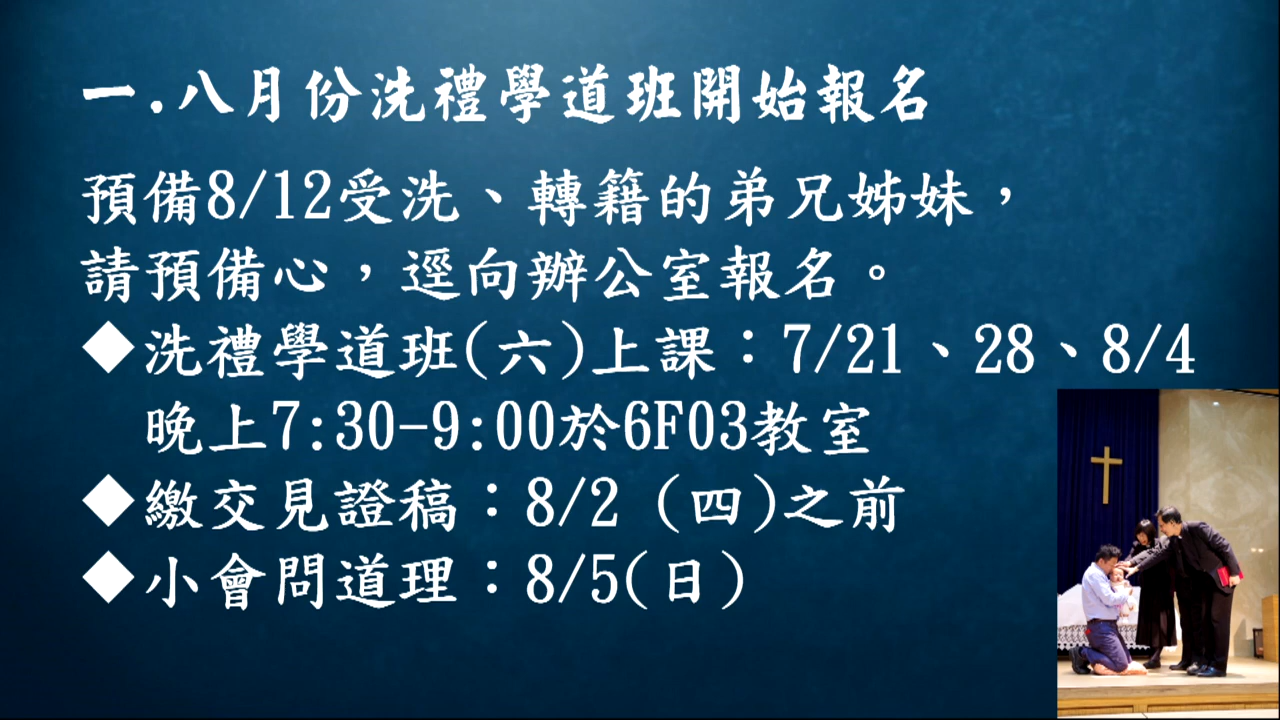 一.八月份洗禮學道班開始報名
預備8/12受洗、轉籍的弟兄姊妹，
請預備心，逕向辦公室報名。
◆洗禮學道班(六)上課：7/21、28、8/4
晚上7:30-9:00於6F03教室
◆繳交見證稿：8/2 (四)之前
◆小會問道理：8/5(日)